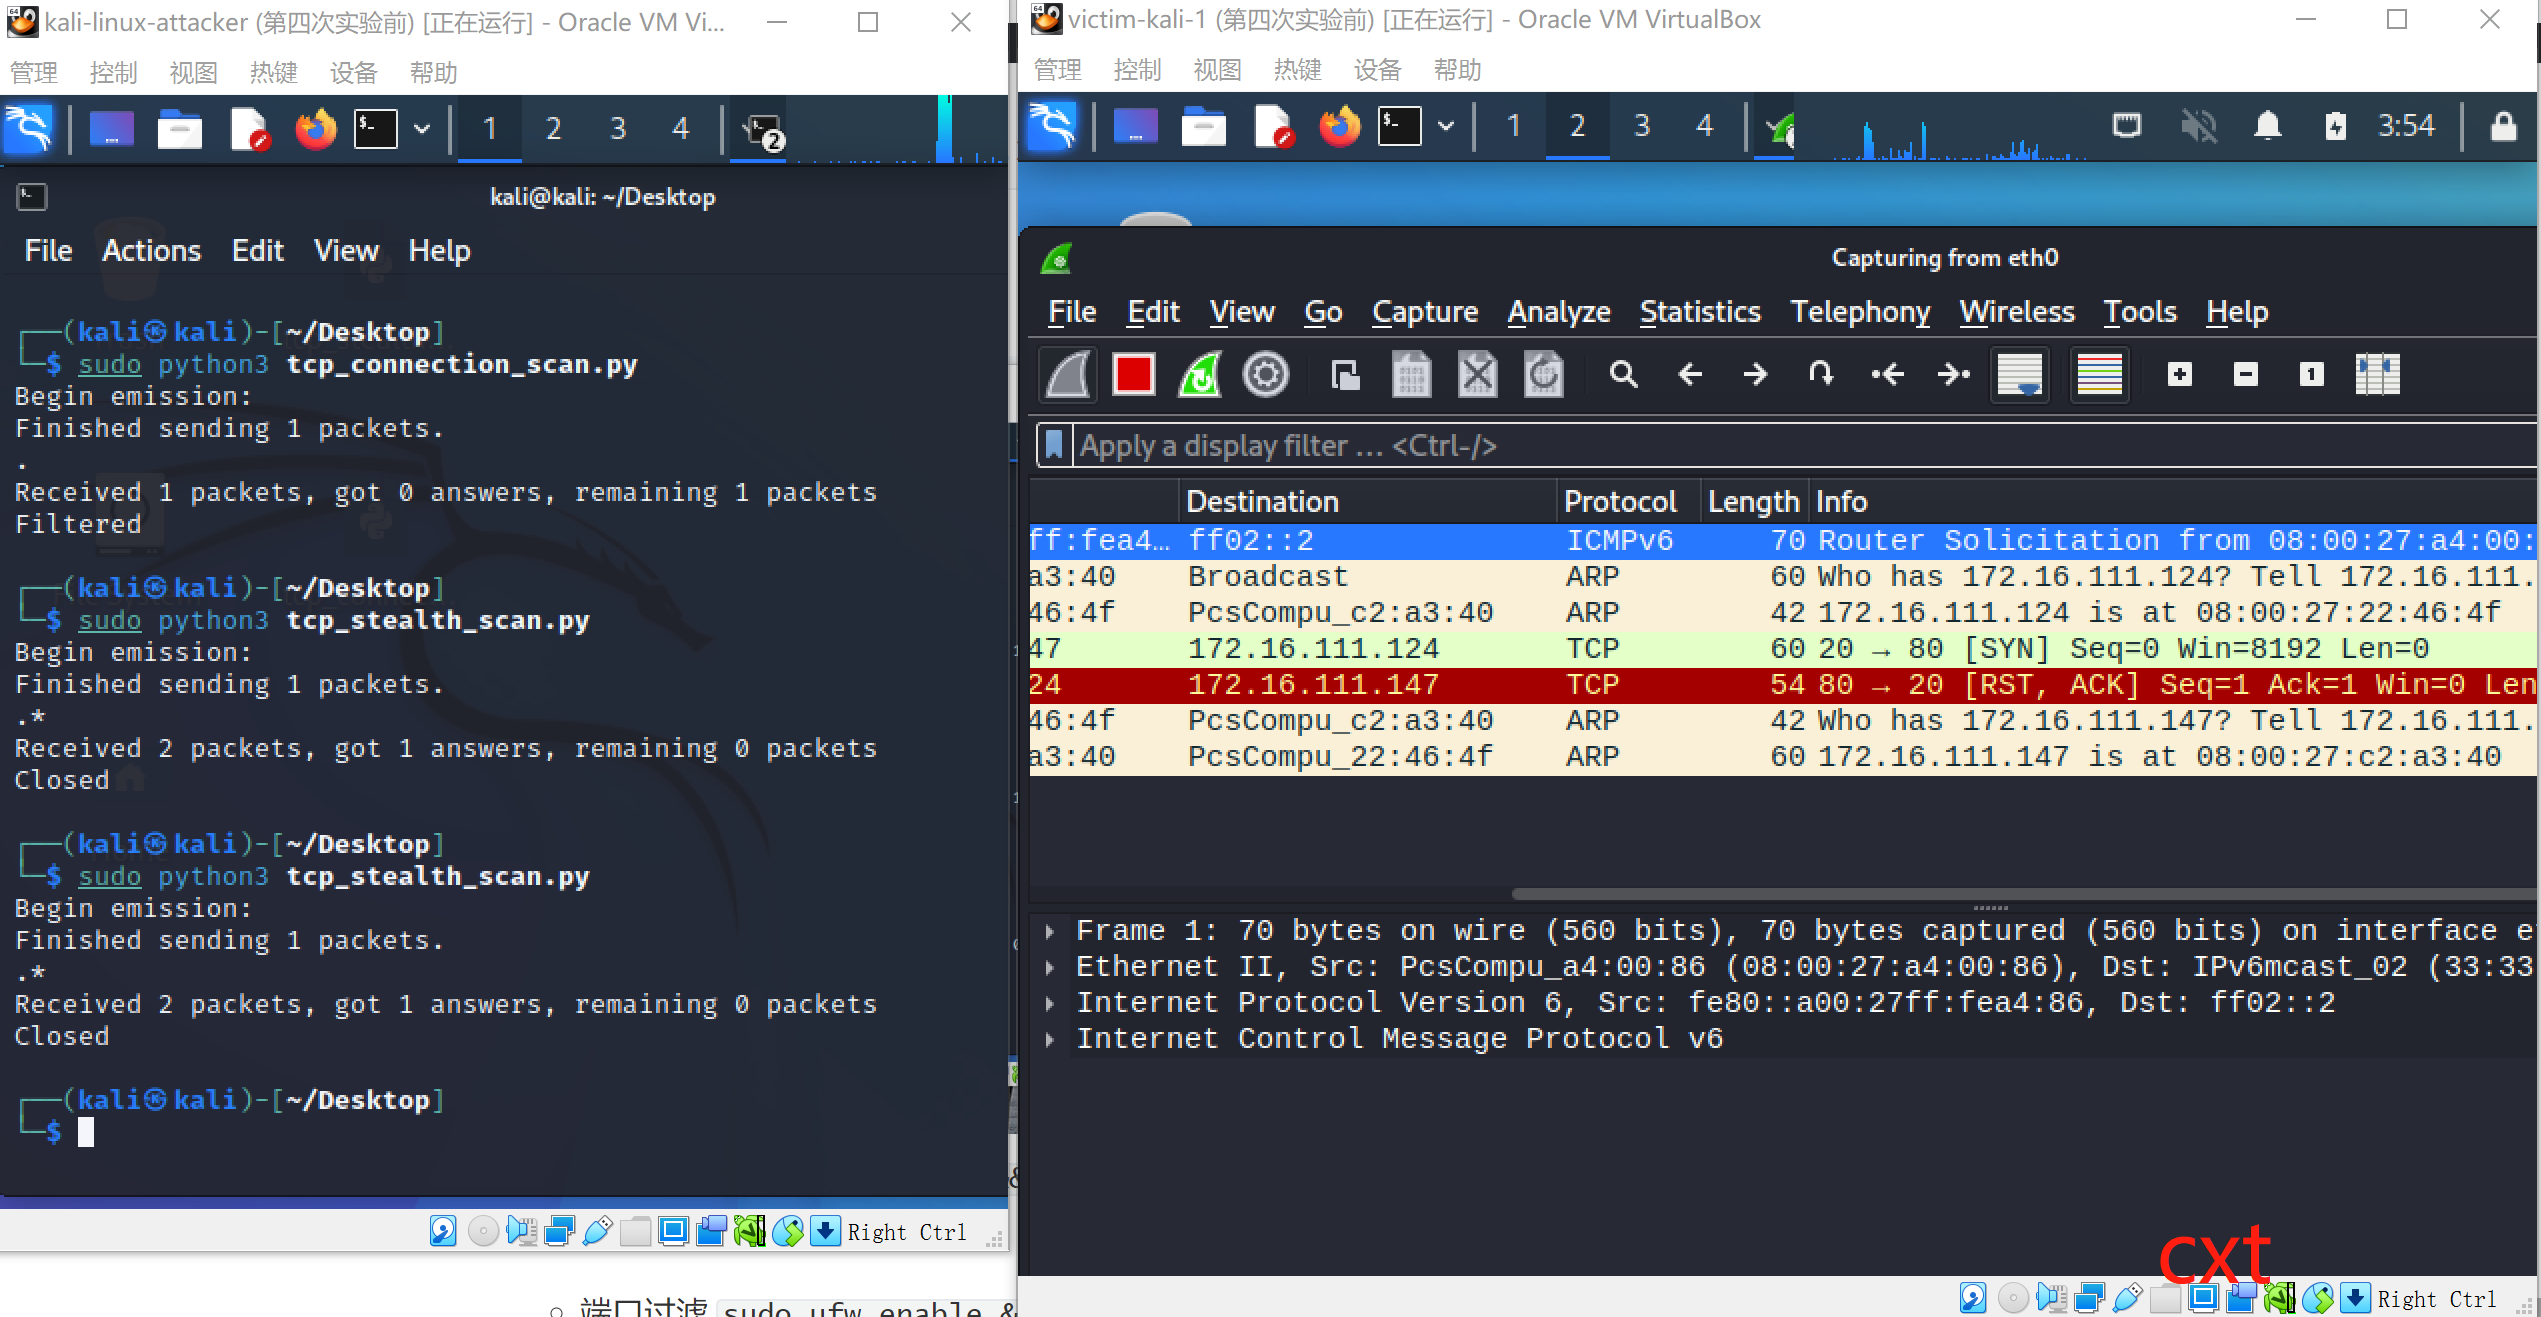 kali-linux-attacker (第四次实验前) [正在运行] - Oracle VM Vi...
管理 控制 视图 热键 设备 帮助
1 2 3 4
2
kali@kali: ~/Desktop
File Actions Edit View Help
┌──(kali㉿kali)-[~/Desktop]
└─$ sudo python3 tcp_connection_scan.py
Begin emission:
Finished sending 1 packets.
.
Received 1 packets, got 0 answers, remaining 1 packets
Filtered
┌──(kali㉿kali)-[~/Desktop]
└─$ sudo python3 tcp_stealth_scan.py
Begin emission:
Finished sending 1 packets.
.*
Received 2 packets, got 1 answers, remaining 0 packets
Closed
┌──(kali㉿kali)-[~/Desktop]
└─$ sudo python3 tcp_stealth_scan.py
Begin emission:
Finished sending 1 packets.
.*
Received 2 packets, got 1 answers, remaining 0 packets
Closed
┌──(kali㉿kali)-[~/Desktop]
└─$
Right Ctrl
端口过滤 sudo ufw enable &
victim-kali-1 (第四次实验前) [正在运行] - Oracle VM VirtualBox
管理 控制 视图 热键 设备 帮助
1 2 3 4
3:54
Capturing from eth0
File Edit View Go Capture Analyze Statistics Telephony Wireless Tools Help
Apply a display filter ... <Ctrl-/>
Destination Protocol Length Info
ff:fea4… ff02::2 ICMPv6 70 Router Solicitation from 08:00:27:a4:00:
a3:40 Broadcast ARP 60 Who has 172.16.111.124? Tell 172.16.111.
46:4f PcsCompu_c2:a3:40 ARP 42 172.16.111.124 is at 08:00:27:22:46:4f
47 172.16.111.124 TCP 60 20 → 80 [SYN] Seq=0 Win=8192 Len=0
24 172.16.111.147 TCP 54 80 → 20 [RST, ACK] Seq=1 Ack=1 Win=0 Len
46:4f PcsCompu_c2:a3:40 ARP 42 Who has 172.16.111.147? Tell 172.16.111.
a3:40 PcsCompu_22:46:4f ARP 60 172.16.111.147 is at 08:00:27:c2:a3:40
Frame 1: 70 bytes on wire (560 bits), 70 bytes captured (560 bits) on interface e
Ethernet II, Src: PcsCompu_a4:00:86 (08:00:27:a4:00:86), Dst: IPv6mcast_02 (33:33
Internet Protocol Version 6, Src: fe80::a00:27ff:fea4:86, Dst: ff02::2
Internet Control Message Protocol v6
cxt
Right Ctrl